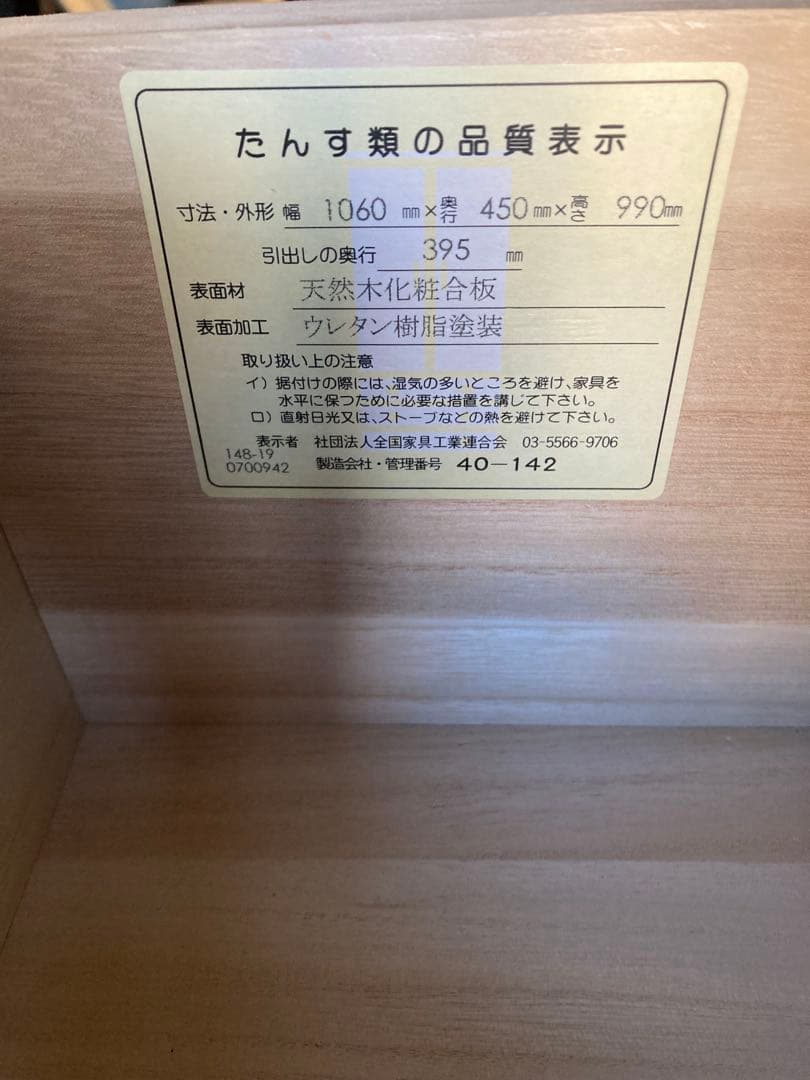 たんす類の品質表示
寸法・外形 幅 1060 mm×奥行 450mm×高さ 990mm
引出しの奥行 395 mm
表面材 天然木化粧合板
表面加工 ウレタン樹脂塗装
取り扱い上の注意
イ）据付けの際には、湿気の多いところを避け、家具を
水平に保つために必要な措置を講じて下さい。
ロ）直射日光又は、ストーブなどの熱を避けて下さい。
表示者 社団法人全国家具工業連合会 03-5566-9706
148-19
0700942 製造会社・管理番号 40－142